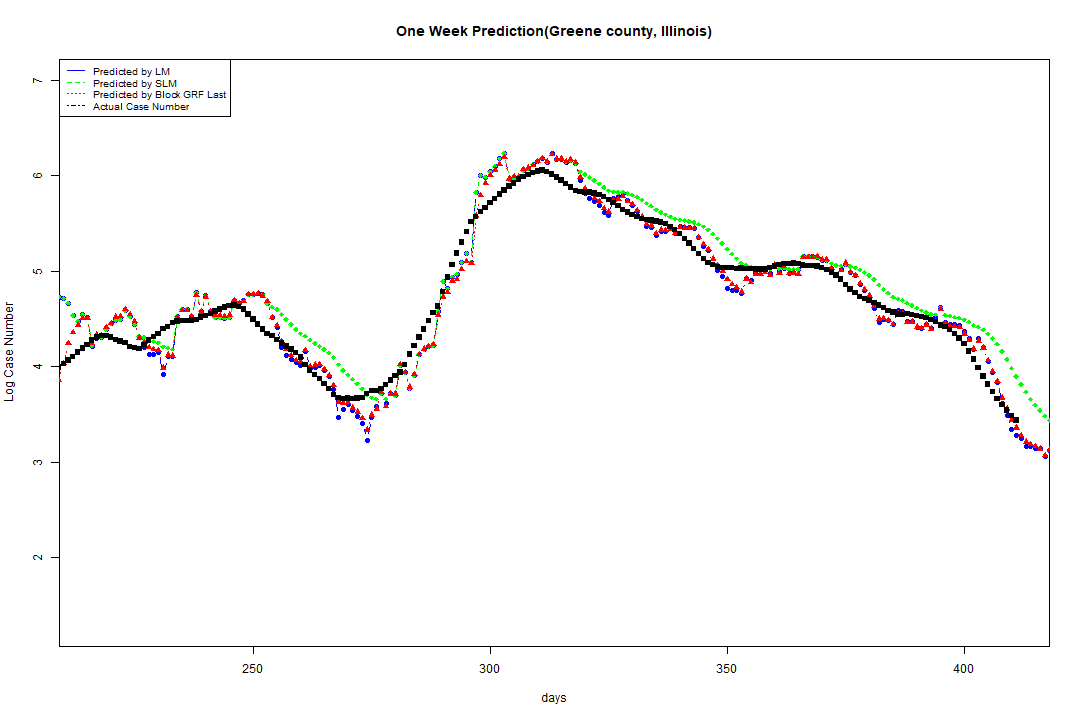 One Week Prediction(Greene county, Illinois)
Predicted by LM
Predicted by SLM
Predicted by Block GRF Last
Actual Case Number
7
6
5
4
3
2
Log Case Number
250
300
350
400
days